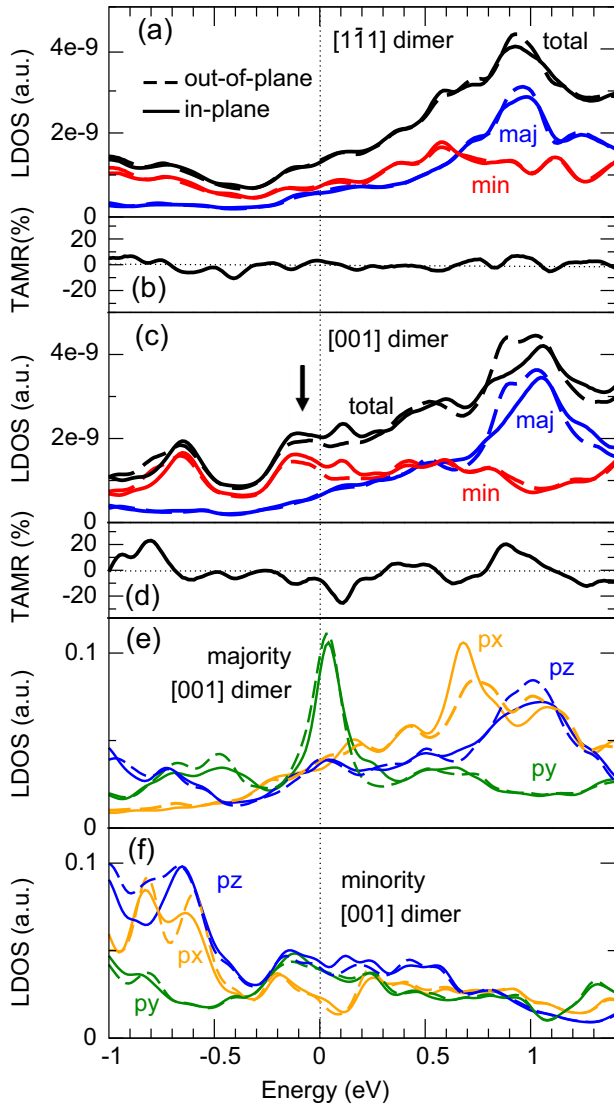 (a) [11̄1] dimer total
4e-9
out-of-plane
in-plane
LDOS (a.u.)
2e-9
maj
min
0
TAMR(%)
20
0
-20
(b)
(c) [001] dimer
4e-9
LDOS (a.u.)
total
maj
2e-9
min
0
TAMR (%)
20
0
-20
(d)
(e)
0.1
majority
[001] dimer
px
pz
LDOS (a.u.)
py
0
(f)
0.1
pz
minority
[001] dimer
LDOS (a.u.)
px
py
0
-1 -0.5 0 0.5 1
Energy (eV)